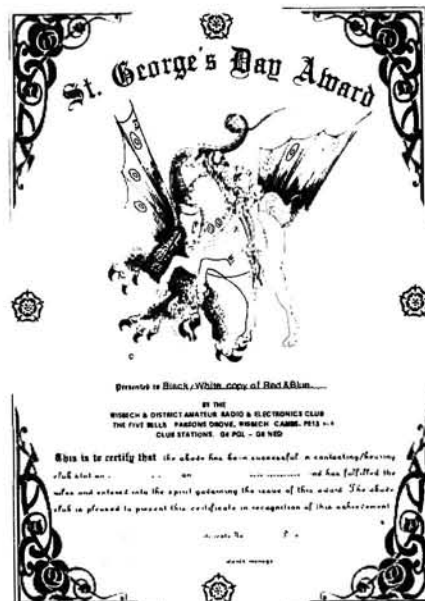 St. George's Day Award
©
Presented to Black/White copy of Red & Blue
BY THE
WISBECH & DISTRICT AMATEUR RADIO & ELECTRONICS CLUB
THE FIVE BELLS PARSONS DROVE, WISBECH CAMBS. PE13
CLUB STATIONS. G4 PGL - G8 NED
This is to certify that the above has been successful in contacting/hearing
club station on and has fulfilled the
rules and entered into the spirit governing the issue of this award. The above
club is pleased to present this certificate in recognition of this achievement